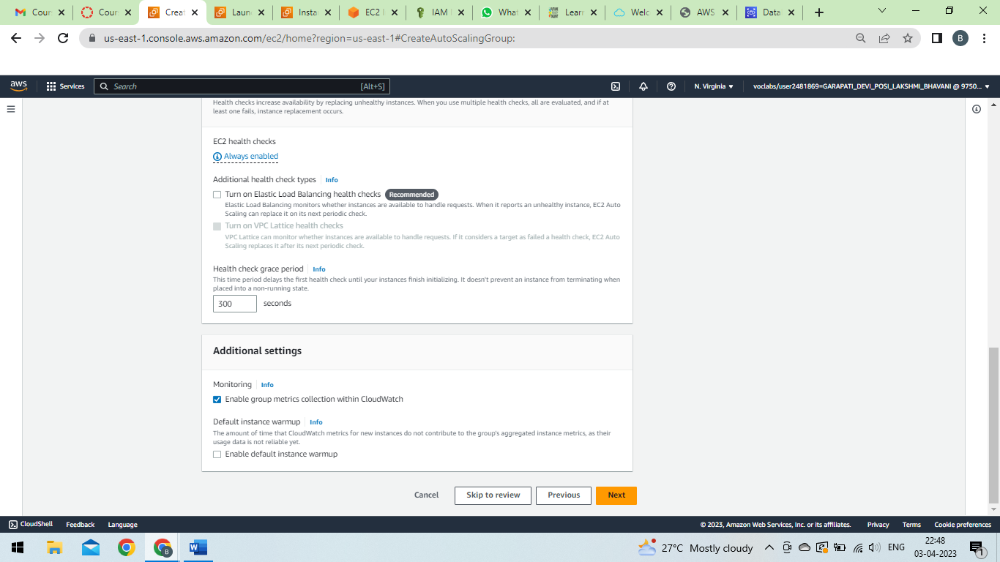 Cour
Cour
Creat
Laun
Insta
EC2 I
IAM
What
Learn
Welc
AWS
Data
us-east-1.console.aws.amazon.com/ec2/home?region=us-east-1#CreateAutoScalingGroup:
B
aws
Services
Search
[Alt+S]
N. Virginia
voclabs/user2481869=GARAPATI_DEVI_POSI_LAKSHMI_BHAVANI @ 9750...
Health checks increase availability by replacing unhealthy instances. When you use multiple health checks, all are evaluated, and if at
least one fails, instance replacement occurs.
EC2 health checks
Always enabled
Additional health check types Info
Turn on Elastic Load Balancing health checks Recommended
Elastic Load Balancing monitors whether instances are available to handle requests. When it reports an unhealthy instance, EC2 Auto
Scaling can replace it on its next periodic check.
Turn on VPC Lattice health checks
VPC Lattice can monitor whether instances are available to handle requests. If it considers a target as failed a health check, EC2 Auto
Scaling replaces it after its next periodic check.
Health check grace period Info
This time period delays the first health check until your instances finish initializing. It doesn't prevent an instance from terminating when
placed into a non-running state.
300 seconds
Additional settings
Monitoring Info
Enable group metrics collection within CloudWatch
Default instance warmup Info
The amount of time that CloudWatch metrics for new instances do not contribute to the group's aggregated instance metrics, as their
usage data is not reliable yet.
Enable default instance warmup
Cancel
Skip to review
Previous
Next
CloudShell
Feedback
Language
© 2023, Amazon Web Services, Inc. or its affiliates.
Privacy
Terms
Cookie preferences
B
27°C Mostly cloudy
ENG
22:48
03-04-2023
1